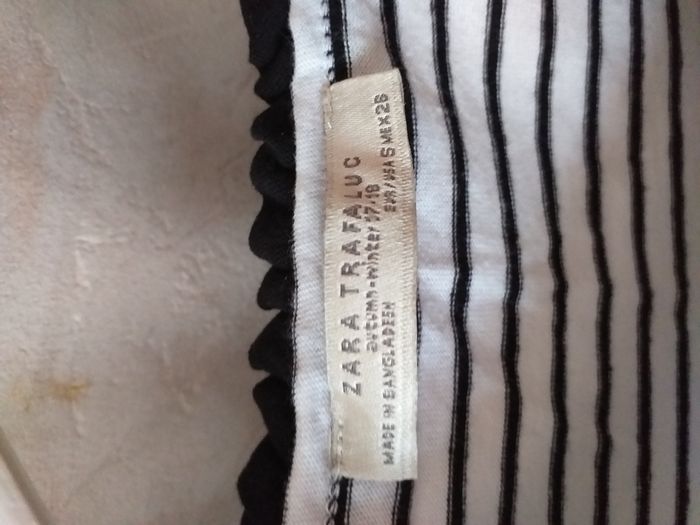 ZARA TRAFALUC
autumn-winter 17/18
MADE IN BANGLADESH
EUR/USA S MEX 26